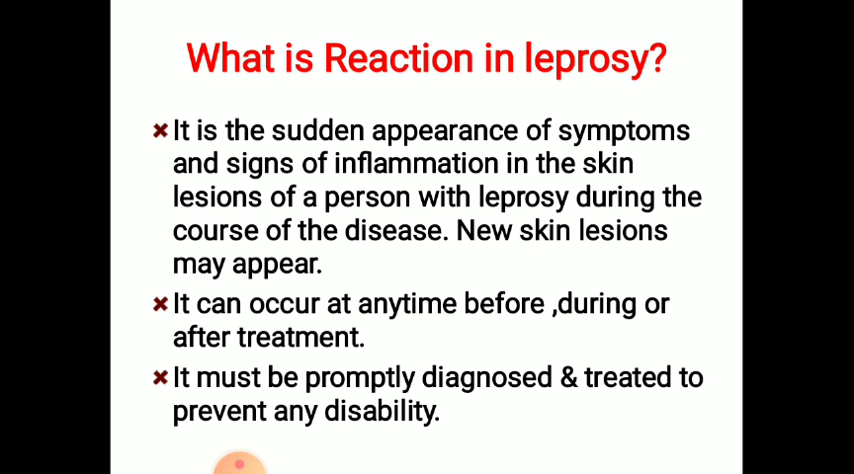 What is Reaction in leprosy?
It is the sudden appearance of symptoms
and signs of inflammation in the skin
lesions of a person with leprosy during the
course of the disease. New skin lesions
may appear.
It can occur at anytime before ,during or
after treatment.
It must be promptly diagnosed & treated to
prevent any disability.